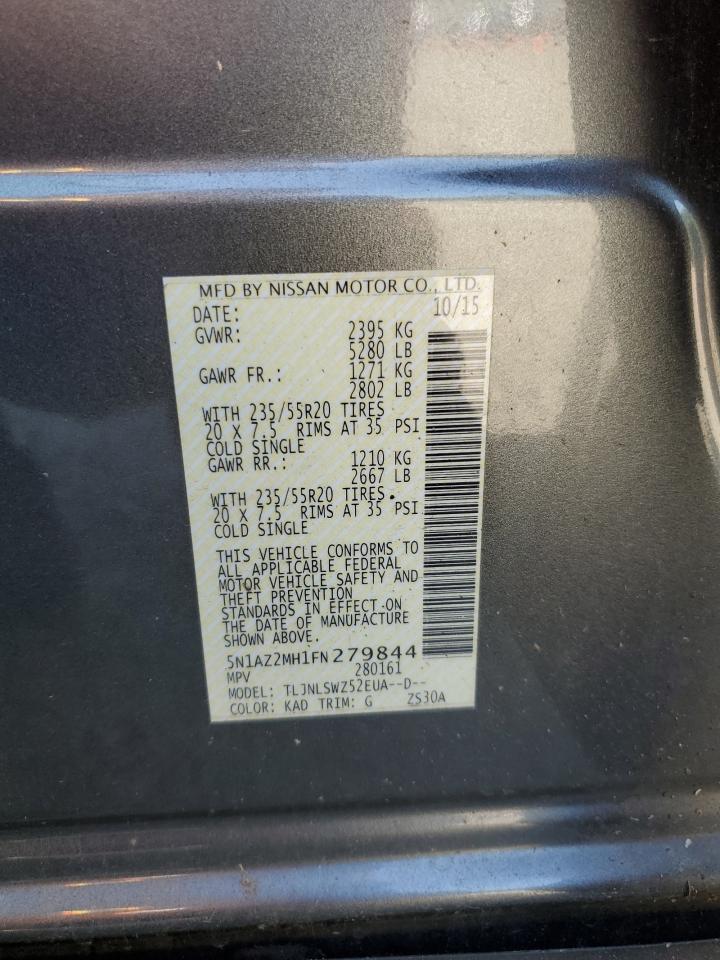 MFD BY NISSAN MOTOR CO., LTD.
DATE: 10/15
GVWR: 2395 KG
5280 LB
GAWR FR.: 1271 KG
2802 LB
WITH 235/55R20 TIRES
20 X 7.5 RIMS AT 35 PSI
COLD SINGLE
GAWR RR.: 1210 KG
2667 LB
WITH 235/55R20 TIRES
20 X 7.5 RIMS AT 35 PSI
COLD SINGLE
THIS VEHICLE CONFORMS TO
ALL APPLICABLE FEDERAL
MOTOR VEHICLE SAFETY AND
THEFT PREVENTION
STANDARDS IN EFFECT ON
THE DATE OF MANUFACTURE
SHOWN ABOVE.
5N1AZ2MH1FN279844
MPV 280161
MODEL: TLJNLSWZ52EUA--D--
COLOR: KAD TRIM: G ZS30A